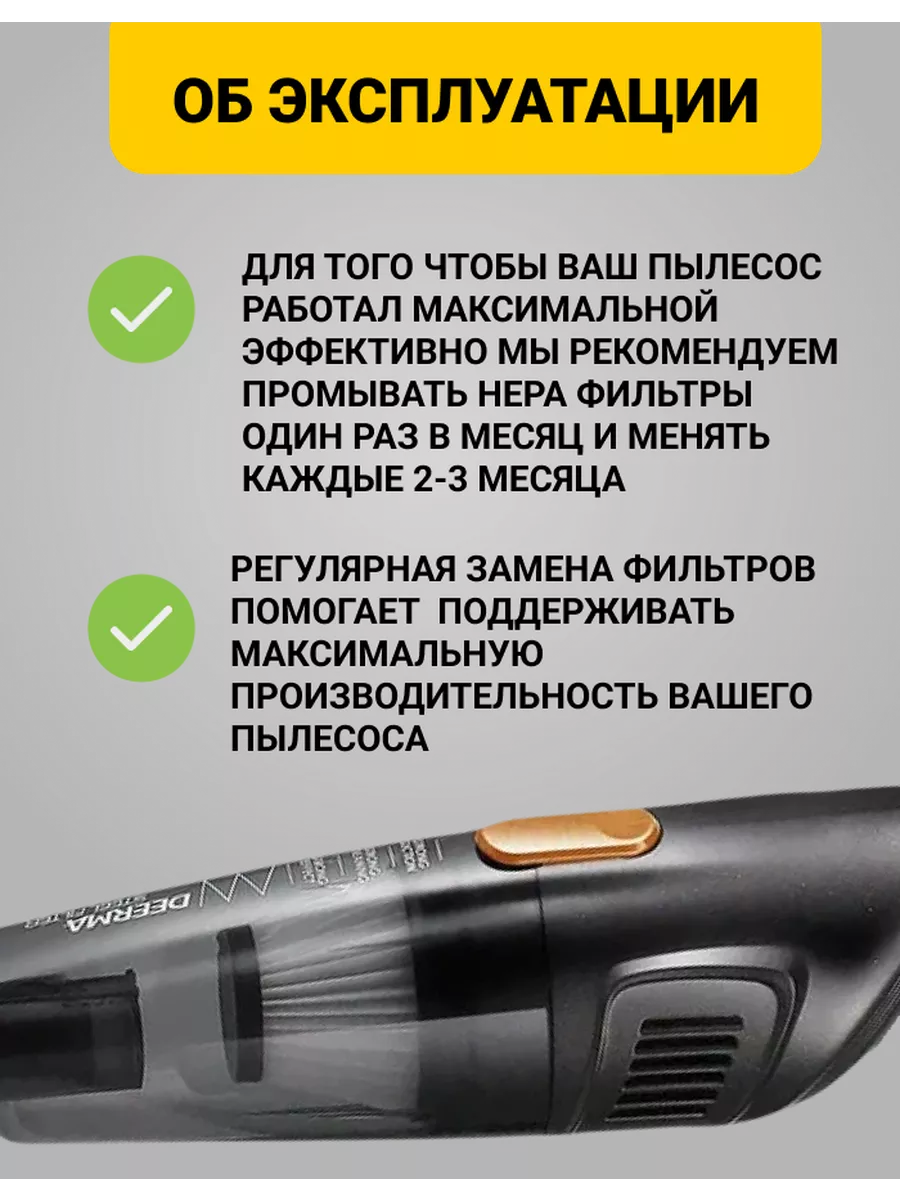 ОБ ЭКСПЛУАТАЦИИ
ДЛЯ ТОГО ЧТОБЫ ВАШ ПЫЛЕСОС
РАБОТАЛ МАКСИМАЛЬНОЙ
ЭФФЕКТИВНО МЫ РЕКОМЕНДУЕМ
ПРОМЫВАТЬ НЕРА ФИЛЬТРЫ
ОДИН РАЗ В МЕСЯЦ И МЕНЯТЬ
КАЖДЫЕ 2-3 МЕСЯЦА
РЕГУЛЯРНАЯ ЗАМЕНА ФИЛЬТРОВ
ПОМОГАЕТ ПОДДЕРЖИВАТЬ
МАКСИМАЛЬНУЮ
ПРОИЗВОДИТЕЛЬНОСТЬ ВАШЕГО
ПЫЛЕСОСА
DEERMA